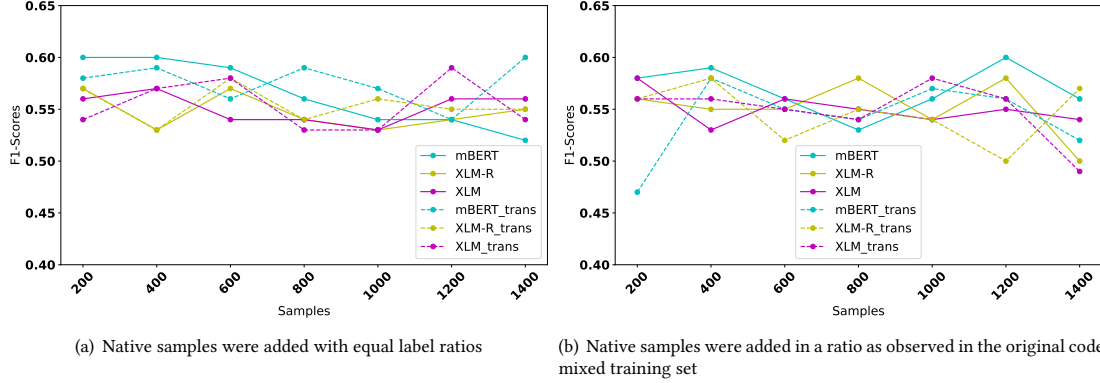 0.65
0.60
0.55
0.50
0.45
0.40
F1-Scores
mBERT
XLM-R
XLM
mBERT_trans
XLM-R_trans
XLM_trans
200
400
600
800
1000
1200
1400
Samples
(a) Native samples were added with equal label ratios
0.65
0.60
0.55
0.50
0.45
0.40
F1-Scores
mBERT
XLM-R
XLM
mBERT_trans
XLM-R_trans
XLM_trans
200
400
600
800
1000
1200
1400
Samples
(b) Native samples were added in a ratio as observed in the original code
mixed training set